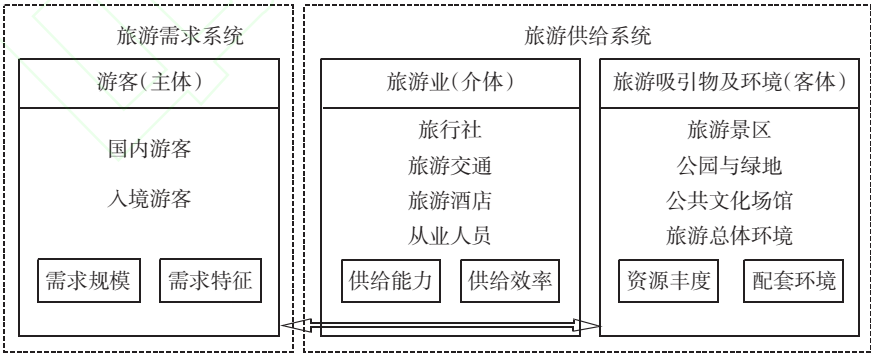 旅游需求系统
游客(主体)
国内游客
入境游客
需求规模
需求特征
旅游供给系统
旅游业(介体)
旅行社
旅游交通
旅游酒店
从业人员
供给能力
供给效率
旅游吸引物及环境(客体)
旅游景区
公园与绿地
公共文化场馆
旅游总体环境
资源丰度
配套环境